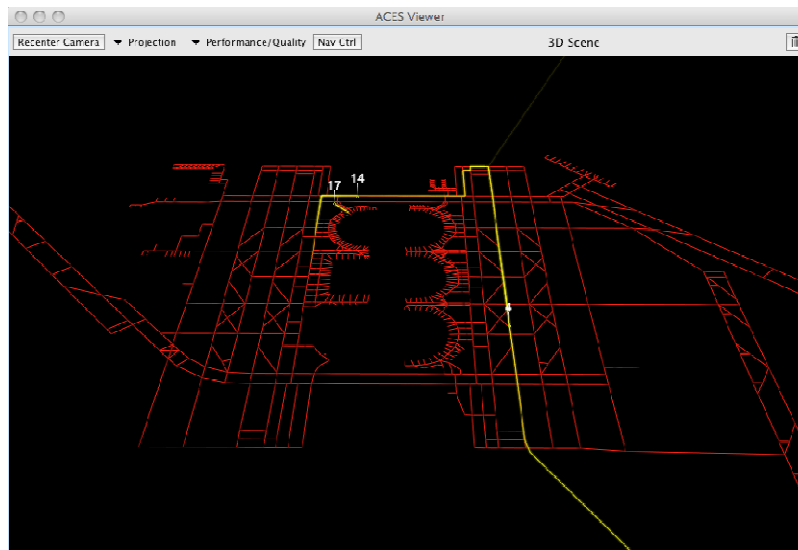 ACES Viewer
Recenter Camera Projection Performance/Quality Nav Ctrl 3D Scene
14
17
4